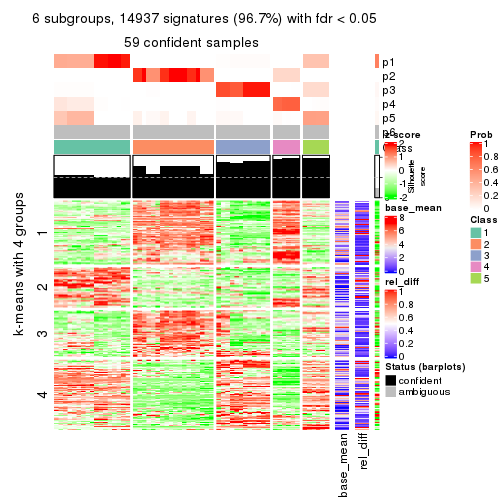 6 subgroups, 14937 signatures (96.7%) with fdr < 0.05
59 confident samples
p1
p2
p3
p4
p5
p6
Class
z-score
2
1
0
-1
-2
Silhouette
score
Prob
1
0.8
0.6
0.4
0.2
0
base_mean
8
6
4
2
0
Class
1
2
3
4
5
rel_diff
1
0.8
0.6
0.4
0.2
0
Status (barplots)
confident
ambiguous
k-means with 4 groups
1
2
3
4
base_mean
rel_diff